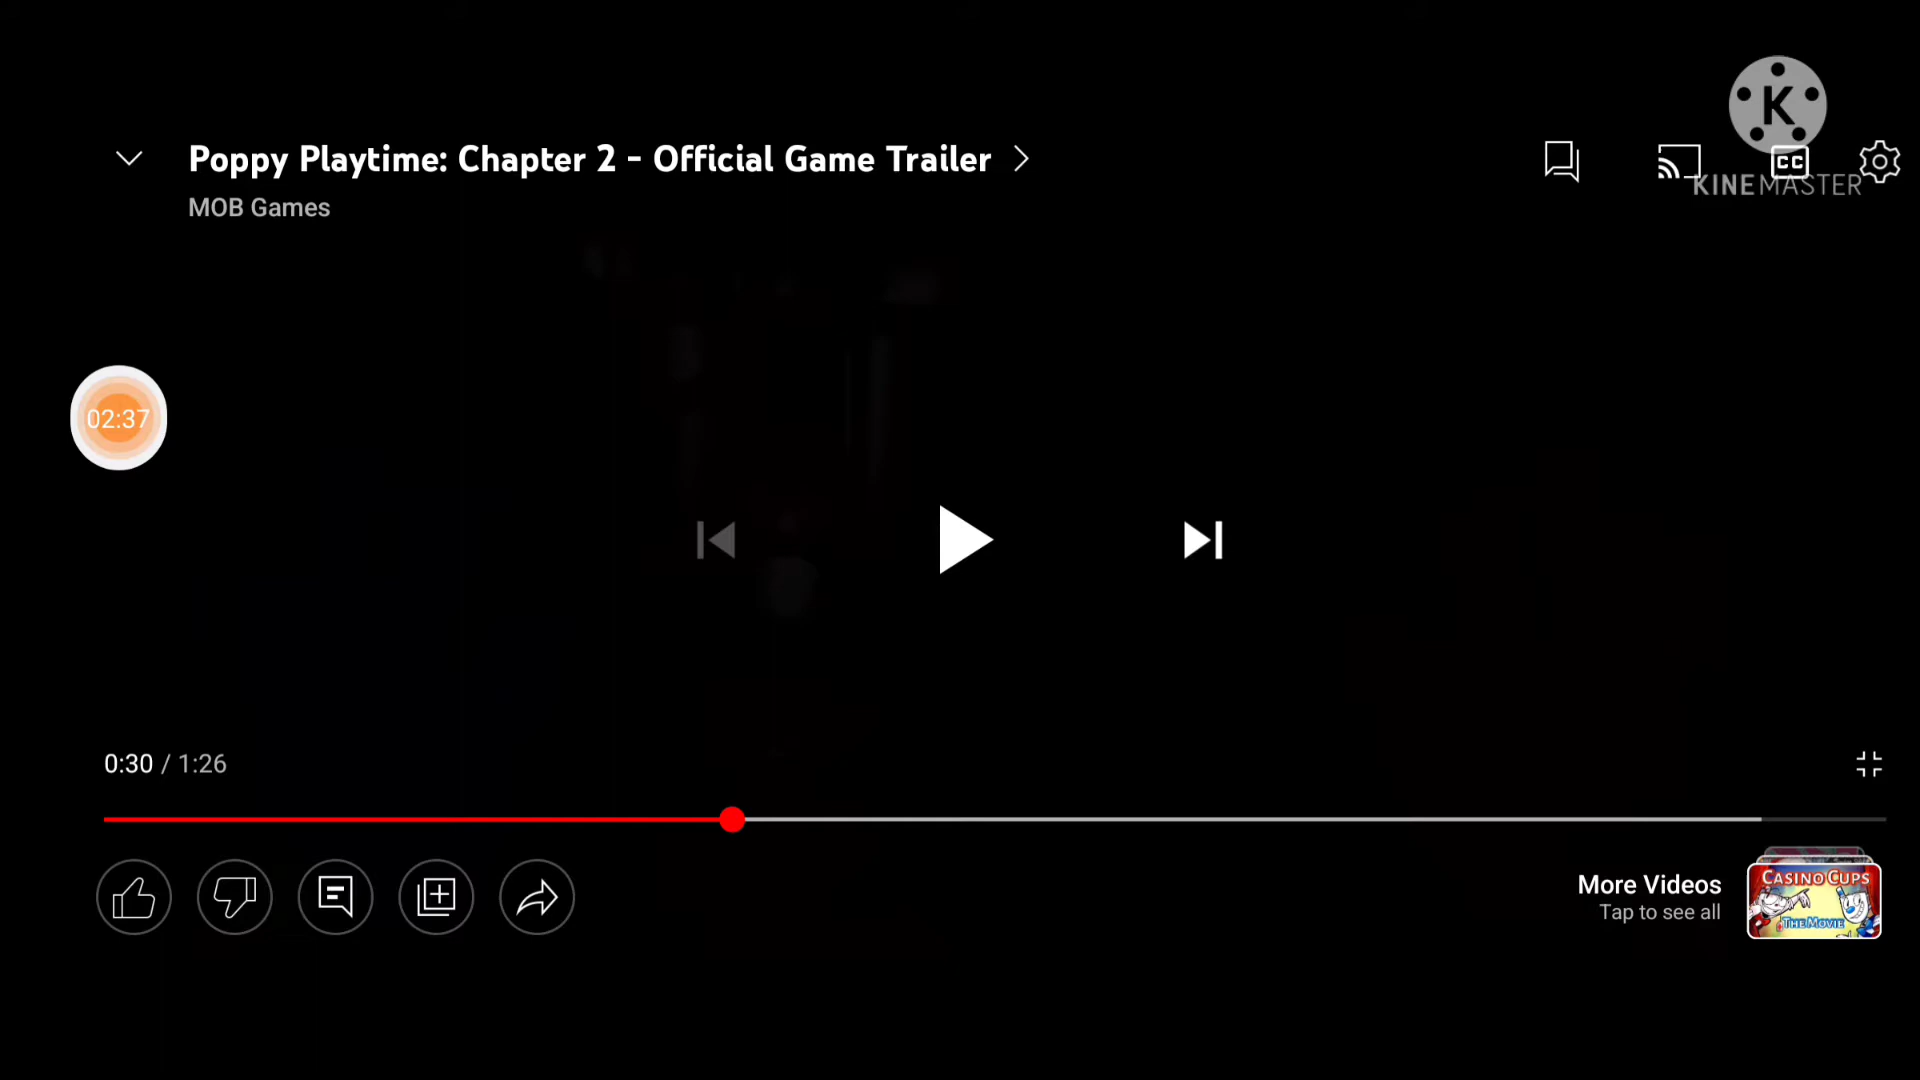 K
Poppy Playtime: Chapter 2 - Official Game Trailer
CC
KINEMASTER
MOB Games
02:37
0:30 / 1:26
More Videos
Tap to see all
CASINO CUPS
THE MOVIE